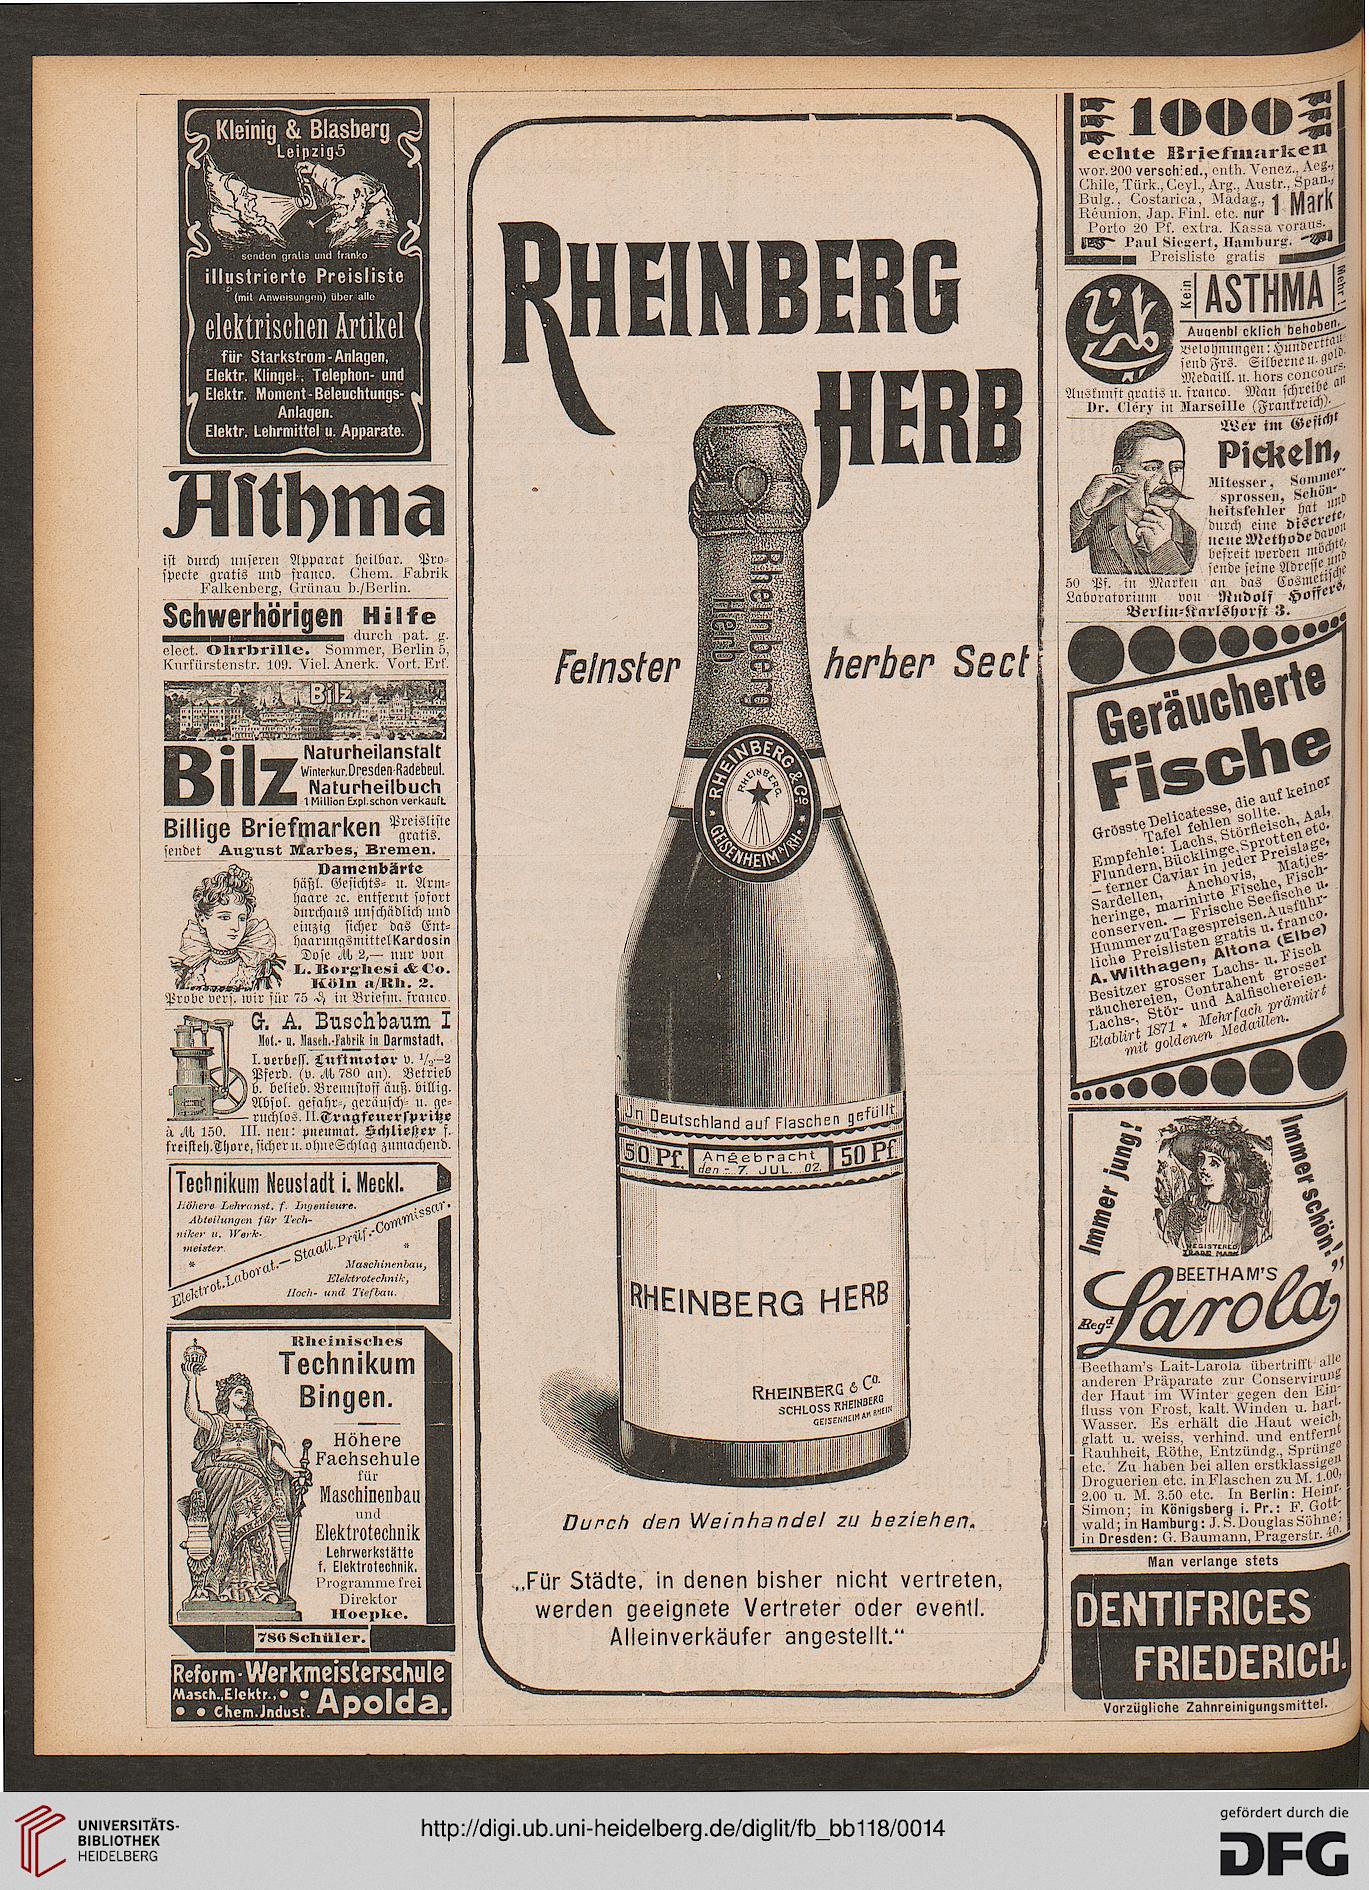 Kleinig & Blasberg
Leipzig 5
senden gratis und franko
illustrierte Preisliste
(mit Anweisungen) über alle
elektrischen Artikel
für Starkstrom-Anlagen,
Elektr. Klingel-, Telephon- und
Elektr. Moment-Beleuchtungs-
Anlagen.
Elektr. Lehrmittel u. Apparate.
Asthma
ist durch unseren Apparat heilbar. Pro-
specte gratis und franco. Chem. Fabrik
Falkenberg, Grünau b./Berlin.
Schwerhörigen Hilfe
durch pat. g.
elect. Ohrbrille. Sommer, Berlin 5,
Kurfürstenstr. 109. Viel. Anerk. Vort. Erf.
Bilz
Bilz Naturheilanstalt
Winterkur. Dresden-Radebeul.
Naturheilbuch
1 Million Expl. schon verkauft.
Billige Briefmarken Preisliste
gratis.
sendet August Marbes, Bremen.
Damenbärte
häßl. Gesichts- u. Arm-
haare 2c. entfernt sofort
durchaus unschädlich und
einzig sicher das Ent-
haarungsmittel Kardosin
Dose M 2,— nur von
L. Borghesi & Co.
Köln a/Rh. 2.
Probe vers. wir für 75 ₰ in Briefm. franco.
G. A. Buschbaum I
Mot.- u. Masch.-Fabrik in Darmstadt.
I. verbess. Luftmotor v. 1/2—2
Pferd. (v. M 780 an). Betrieb
b. belieb. Brennstoff äuß. billig.
Absol. gefahr-, geräusch- u. ge-
ruchlos. II. Tragfeuerspritze
à M 150. III. neu: pneumat. Schließer f.
freisteh. Thore, sicher u. ohne Schlag zumachend.
Technikum Neustadt i. Meckl.
Höhere Lehranst. f. Ingenieure.
Abteilungen für Tech-
niker u. Werk-
meister.
Elektrot. Laborat. — Staatl. Prüf.-Commissar.
Maschinenbau,
Elektrotechnik,
Hoch- und Tiefbau.
Rheinisches
Technikum
Bingen.
Höhere
Fachschule
für
Maschinenbau
und
Elektrotechnik
Lehrwerkstätte
f. Elektrotechnik.
Programme frei
Direktor
Hoepke.
786 Schüler.
Reform-Werkmeisterschule
Masch., Elektr.,
Chem. Jndust. Apolda.
RHEINBERG
HERB
Rheinberg
Herb
Feinster herber Sect
RHEINBERG & Co
RHEINBERG.
GEISENHEIM a/RH.
Jn Deutschland auf Flaschen gefüllt
50 Pf. Angebracht 50 Pf.
den - 7. JUL. 02.
RHEINBERG HERB
RHEINBERG & Co.
SCHLOSS RHEINBERG
GEISENHEIM AM RHEIN
Durch den Weinhandel zu beziehen.
„Für Städte, in denen bisher nicht vertreten,
werden geeignete Vertreter oder eventl.
Alleinverkäufer angestellt.“
1000
echte Briefmarken
wor. 200 verschied., enth. Venez., Aeg.,
Chile, Türk., Ceyl., Arg., Austr., Span.,
Bulg., Costarica, Madag.,
Réunion, Jap. Finl. etc. nur 1 Mark
Porto 20 Pf. extra. Kassa voraus.
Paul Siegert, Hamburg.
Preisliste gratis
Kein ASTHMA Mehr!
Augenblicklich behoben.
Belohnungen: Hunderttau-
send Frs. Silberne u. gold.
Medaill. u. hors concours.
Auskunft gratis u. franco. Man schreibe an
Dr. Cléry in Marseille (Frankreich).
Wer im Gesicht
Pickeln,
Mitesser, Sommer-
sprossen, Schön-
heitsfehler hat und
durch eine discrete,
neue Methode davon
befreit werden möchte,
sende seine Adresse und
50 Pf. in Marken an das Cosmetische
Laboratorium von Rudolf Hoffers,
Berlin-Karlshorst 3.
Geräucherte
Fische
Grösste Delicatesse, die auf keiner
Tafel fehlen sollte.
Empfehle: Lachs, Störfleisch, Aal,
Flundern, Bücklinge, Sprotten etc.
— ferner Caviar in jeder Preislage,
Sardellen, Anchovis, Matjes-
heringe, marinirte Fische, Fisch-
conserven. — Frische Seefische u.
Hummer zu Tagespreisen. Ausführ-
liche Preislisten gratis u. franco.
A. Wilthagen, Altona (Elbe)
Besitzer grosser Lachs- u. Fisch
räuchereien, Contrahent grosser
Lachs-, Stör- und Aalfischereien.
Etablirt 1871 * Mehrfach prämiirt
mit goldenen Medaillen.
Immer jung! Immer schön!
REGISTERED
TRADE MARK
BEETHAM'S
Regd Larola"
Beetham's Lait-Larola übertrifft alle
anderen Präparate zur Conservirung
der Haut im Winter gegen den Ein-
fluss von Frost, kalt. Winden u. hart.
Wasser. Es erhält die Haut weich,
glatt u. weiss, verhind. und entfernt
Rauhheit, Röthe, Entzündg., Sprünge
etc. Zu haben bei allen erstklassigen
Droguerien etc. in Flaschen zu M. 1.00,
2.00 u. M. 3.50 etc. In Berlin: Heinr.
Simon; in Königsberg i. Pr.: F. Gott-
wald; in Hamburg: J. S. Douglas Söhne;
in Dresden: G. Baumann, Pragerstr. 40.
Man verlange stets
DENTIFRICES
FRIEDERICH.
Vorzügliche Zahnreinigungsmittel.
UNIVERSITÄTS-
BIBLIOTHEK
HEIDELBERG
http://digi.ub.uni-heidelberg.de/diglit/fb_bb118/0014
gefördert durch die
DFG